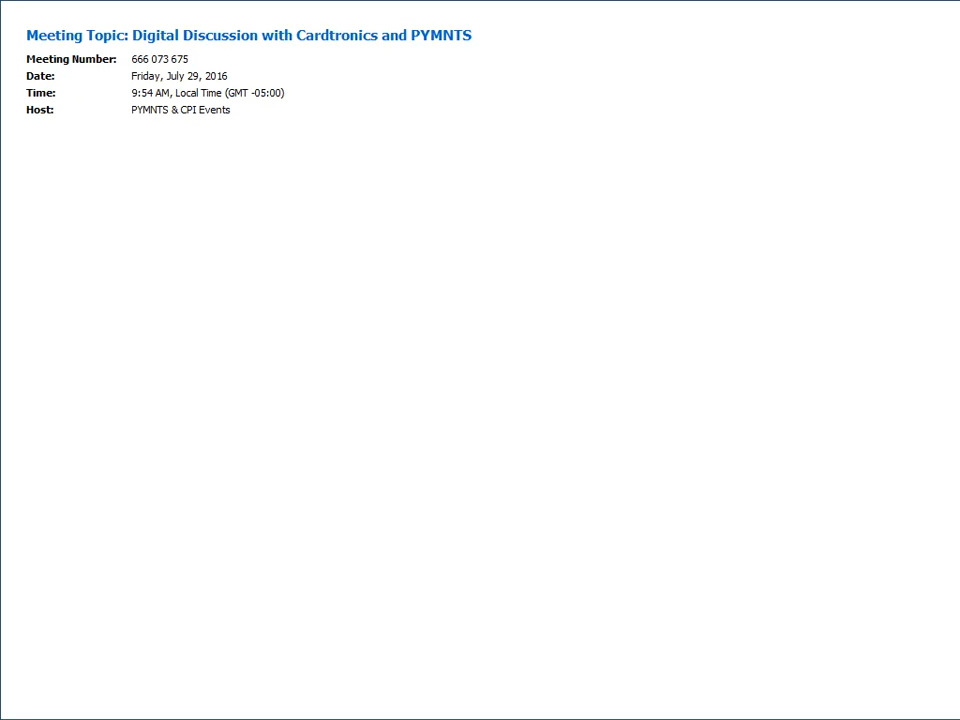 Meeting Topic: Digital Discussion with Cardtronics and PYMNTS
Meeting Number: 666 073 675
Date: Friday, July 29, 2016
Time: 9:54 AM, Local Time (GMT -05:00)
Host: PYMNTS & CPI Events